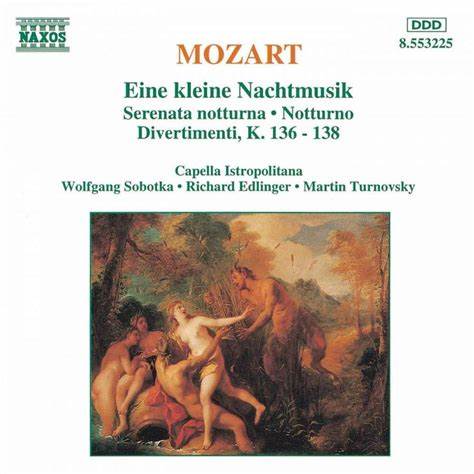 NAXOS
DDD
8.553225
MOZART
Eine kleine Nachtmusik
Serenata notturna • Notturno
Divertimenti, K. 136 - 138
Capella Istropolitana
Wolfgang Sobotka • Richard Edlinger • Martin Turnovsky